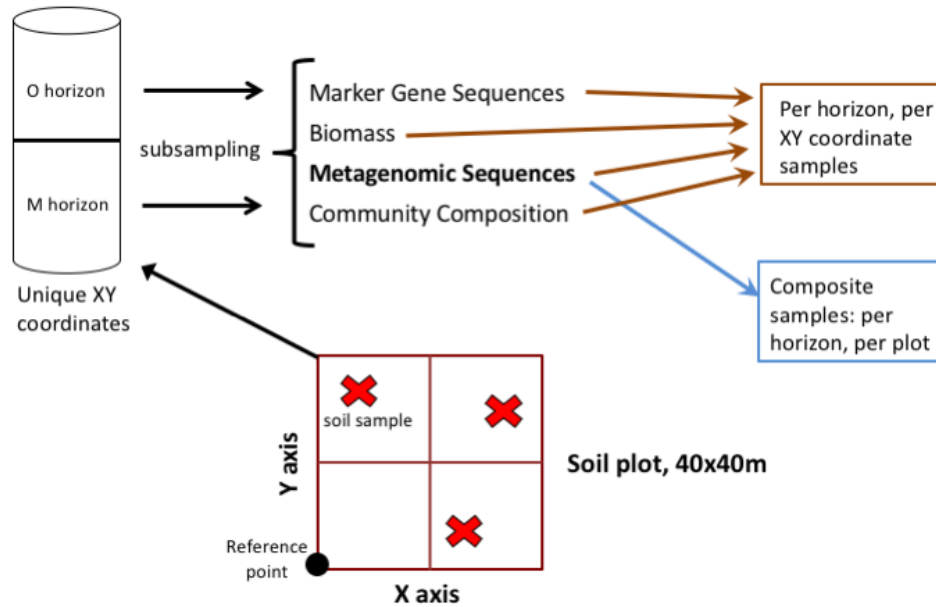 O horizon
M horizon
Unique XY
coordinates
subsampling
Marker Gene Sequences
Biomass
Metagenomic Sequences
Community Composition
Per horizon, per
XY coordinate
samples
Composite
samples: per
horizon, per plot
soil sample
Y axis
Soil plot, 40x40m
Reference
point
X axis